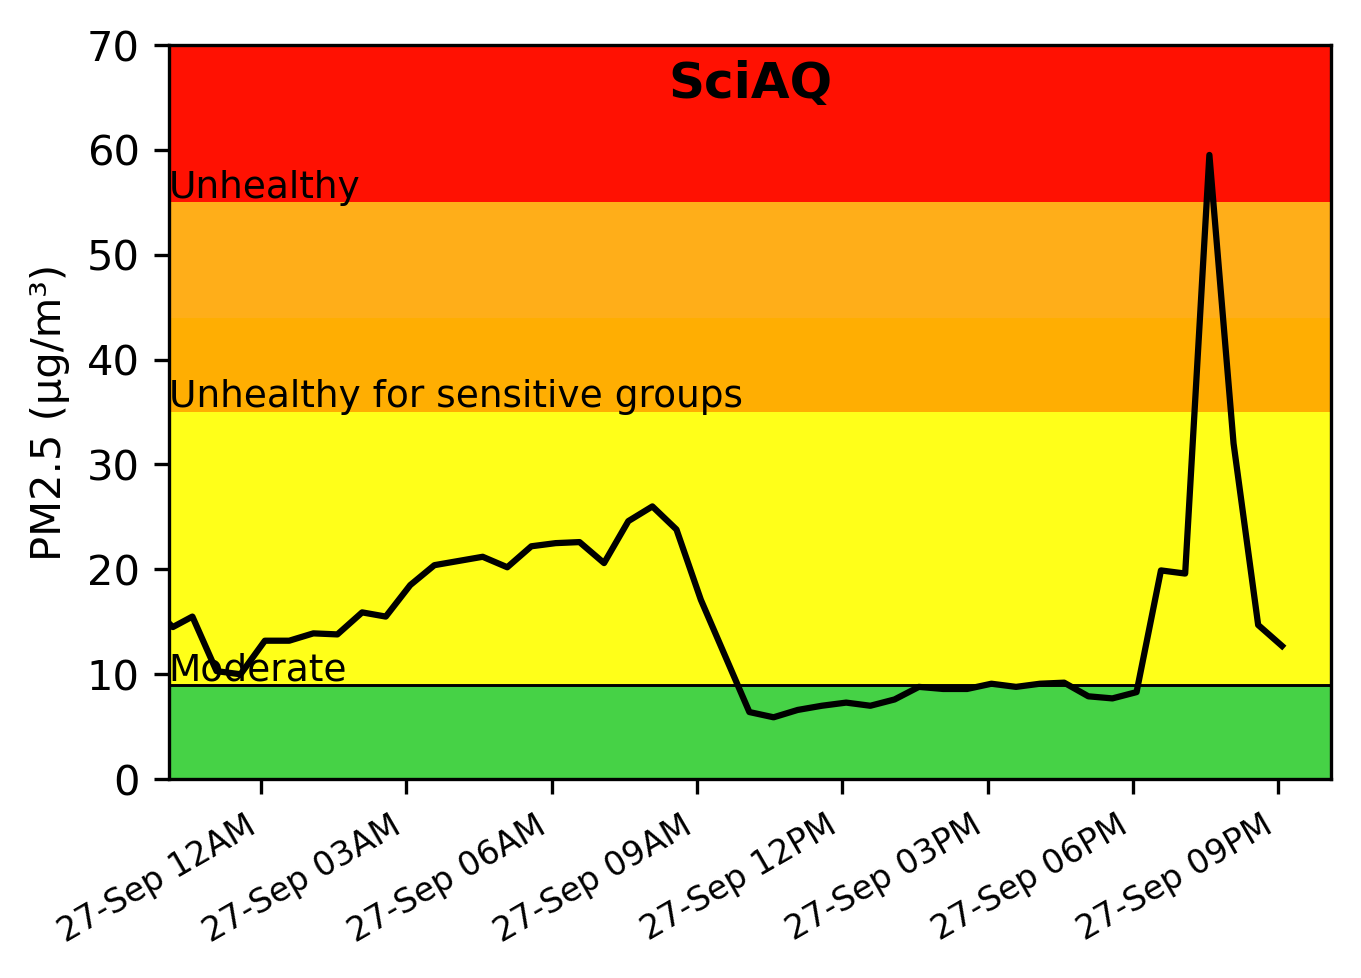 SciAQ
Unhealthy
Unhealthy for sensitive groups
Moderate
PM2.5 (µg/m³)
70
60
50
40
30
20
10
0
27-Sep 12AM
27-Sep 03AM
27-Sep 06AM
27-Sep 09AM
27-Sep 12PM
27-Sep 03PM
27-Sep 06PM
27-Sep 09PM